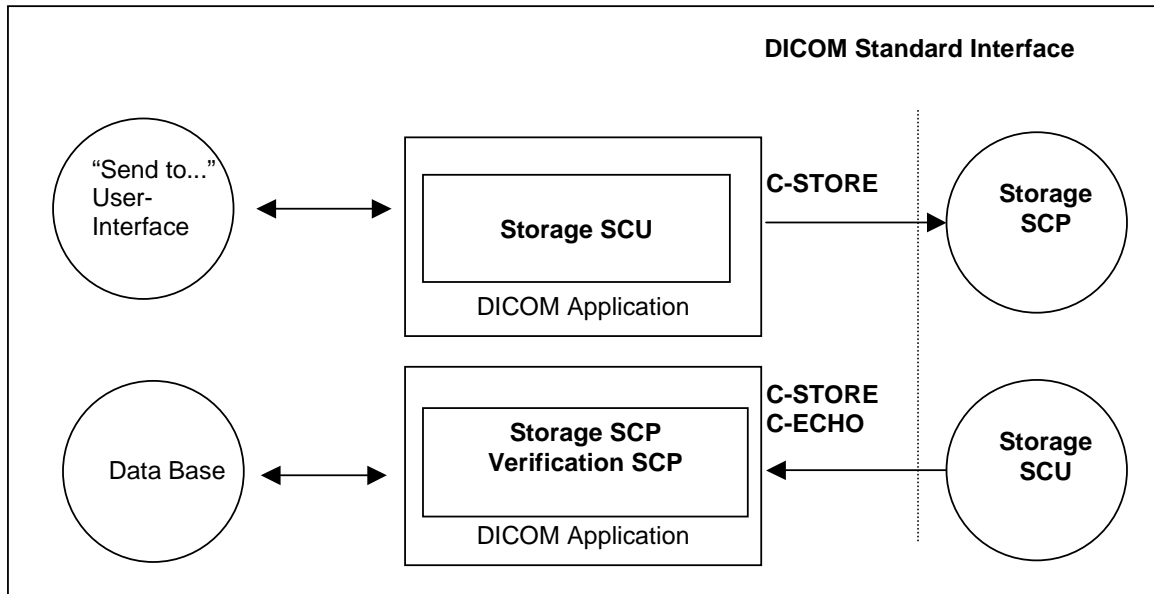 DICOM Standard Interface
“Send to...”
User-
Interface
Storage SCU
DICOM Application
C-STORE
Storage
SCP
Data Base
Storage SCP
Verification SCP
DICOM Application
C-STORE
C-ECHO
Storage
SCU